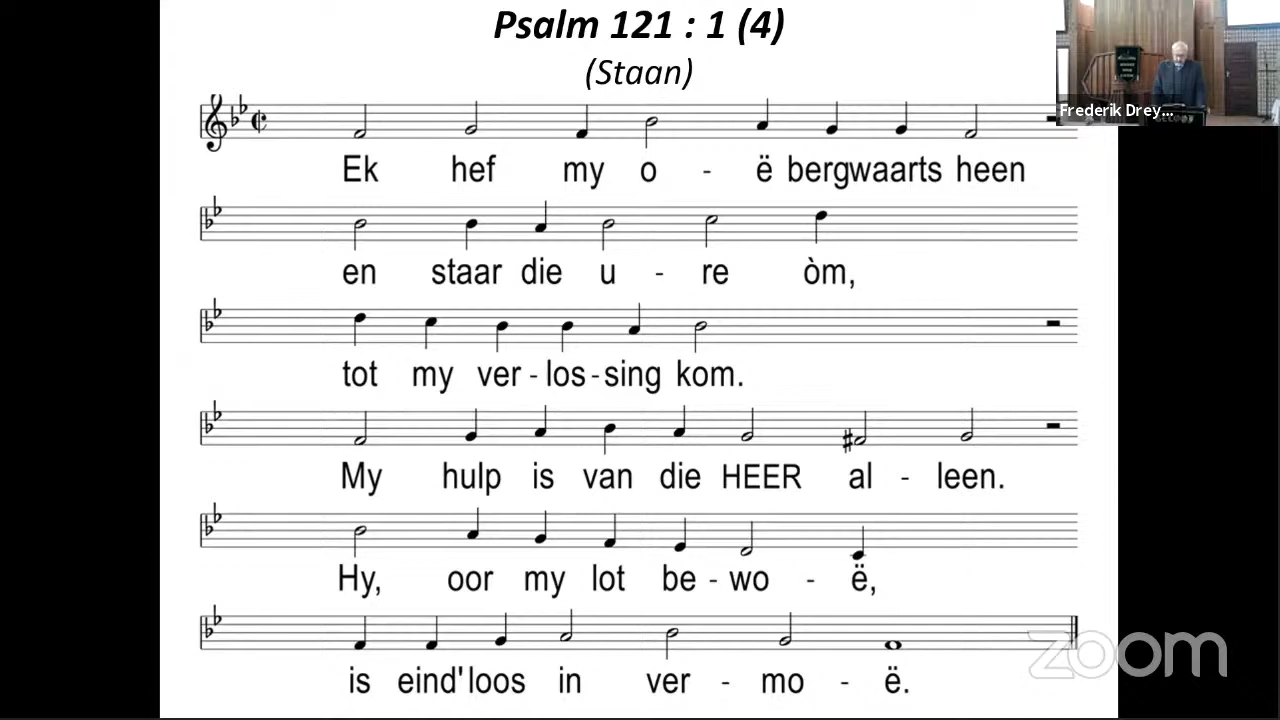 Psalm 121 : 1 (4)
(Staan)
Frederik Drey...
Ek hef my o - ë bergwaarts heen
en staar die u - re òm,
tot my ver - los - sing kom.
My hulp is van die HEER al - leen.
Hy, oor my lot be - wo - ë,
is eind'loos in ver - mo - ë.
zoom